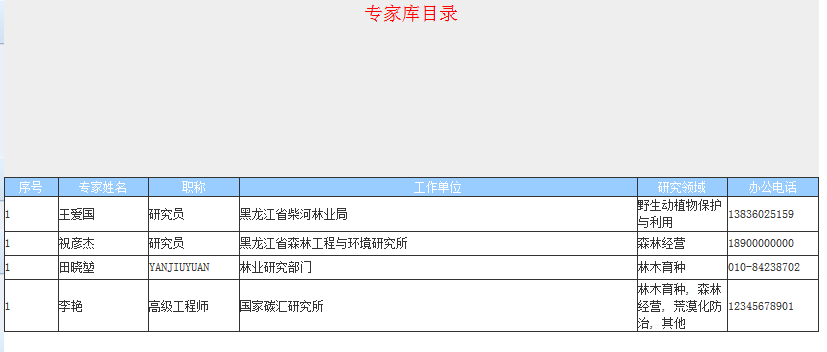 专家库目录
序号 专家姓名 职称 工作单位 研究领域 办公电话
1 王爱国 研究员 黑龙江省柴河林业局 野生动植物保护
与利用 13836025159
1 祝彦杰 研究员 黑龙江省森林工程与环境研究所 森林经营 18900000000
1 田晓堃 YANJIUYUAN 林业研究部门 林木育种 010-84238702
1 李艳 高级工程师 国家碳汇研究所 林木育种, 森林
经营, 荒漠化防
治, 其他 12345678901